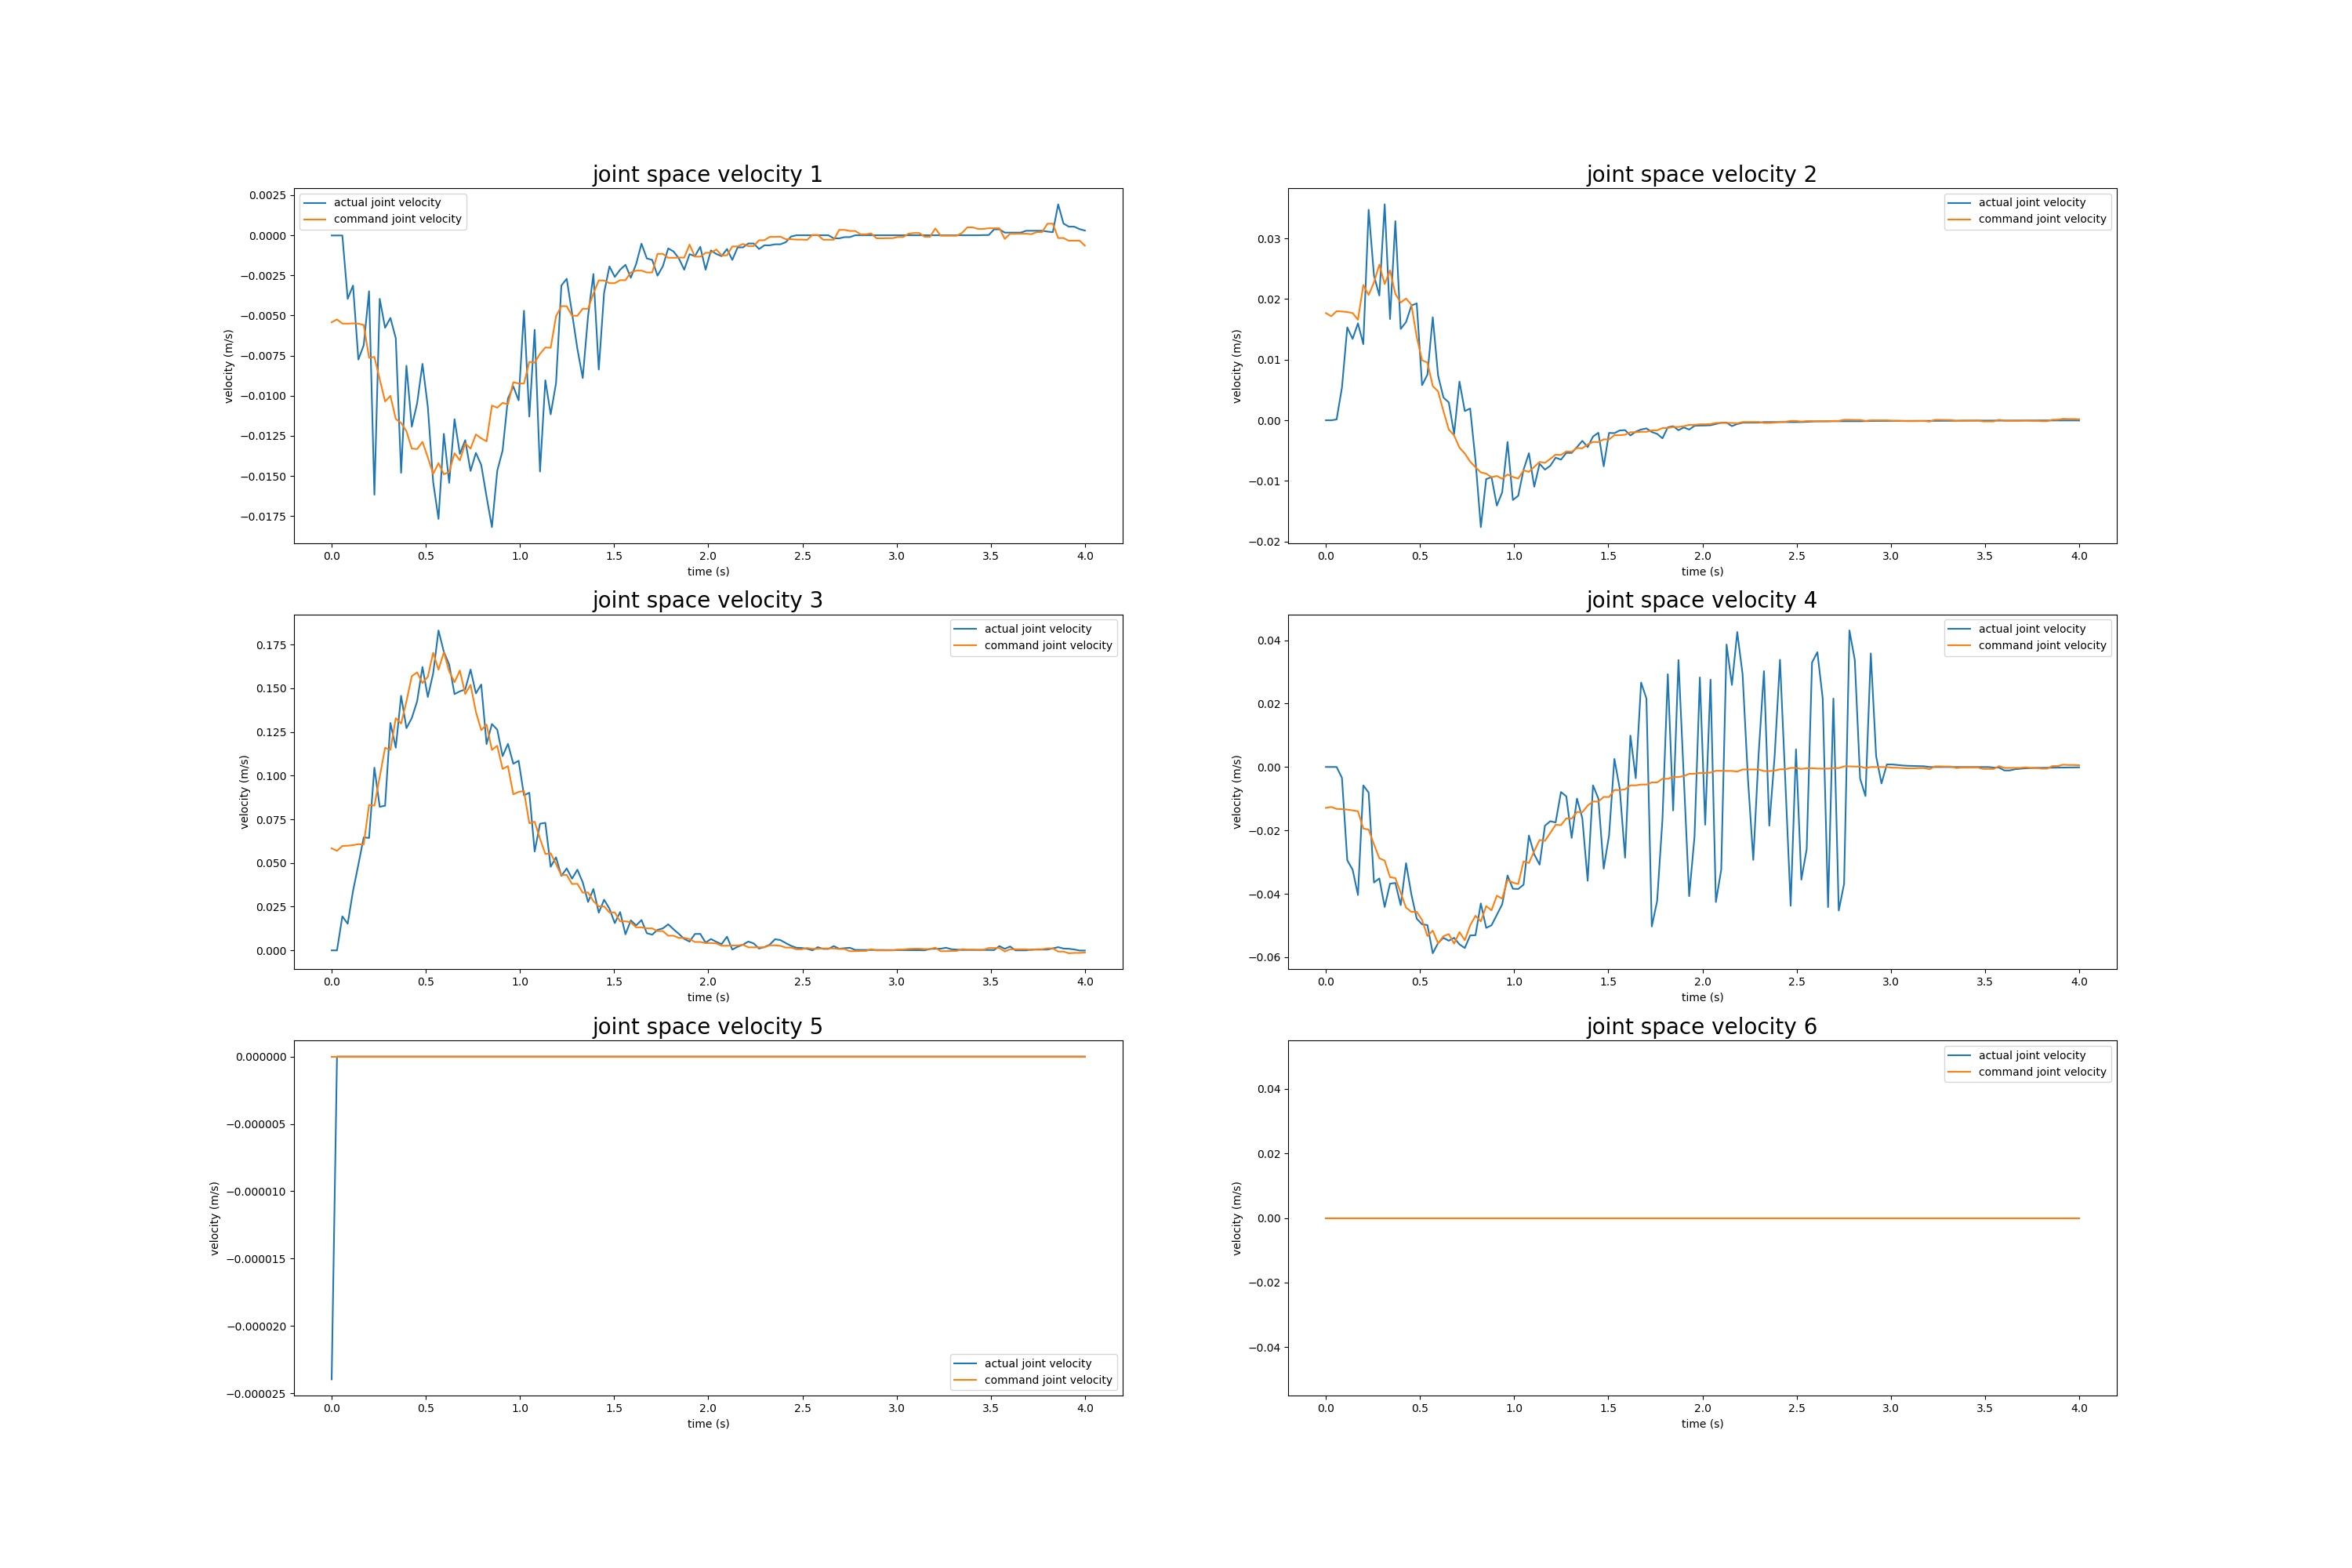 joint space velocity 1
velocity (m/s)
0.0025
0.0000
−0.0025
−0.0050
−0.0075
−0.0100
−0.0125
−0.0150
−0.0175
actual joint velocity
command joint velocity
0.0 0.5 1.0 1.5 2.0 2.5 3.0 3.5 4.0
time (s)
joint space velocity 2
velocity (m/s)
0.03
0.02
0.01
0.00
−0.01
−0.02
actual joint velocity
command joint velocity
0.0 0.5 1.0 1.5 2.0 2.5 3.0 3.5 4.0
time (s)
joint space velocity 3
velocity (m/s)
0.175
0.150
0.125
0.100
0.075
0.050
0.025
0.000
actual joint velocity
command joint velocity
0.0 0.5 1.0 1.5 2.0 2.5 3.0 3.5 4.0
time (s)
joint space velocity 4
velocity (m/s)
0.04
0.02
0.00
−0.02
−0.04
−0.06
actual joint velocity
command joint velocity
0.0 0.5 1.0 1.5 2.0 2.5 3.0 3.5 4.0
time (s)
joint space velocity 5
velocity (m/s)
0.000000
−0.000005
−0.000010
−0.000015
−0.000020
−0.000025
actual joint velocity
command joint velocity
0.0 0.5 1.0 1.5 2.0 2.5 3.0 3.5 4.0
time (s)
joint space velocity 6
velocity (m/s)
0.04
0.02
0.00
−0.02
−0.04
actual joint velocity
command joint velocity
0.0 0.5 1.0 1.5 2.0 2.5 3.0 3.5 4.0
time (s)